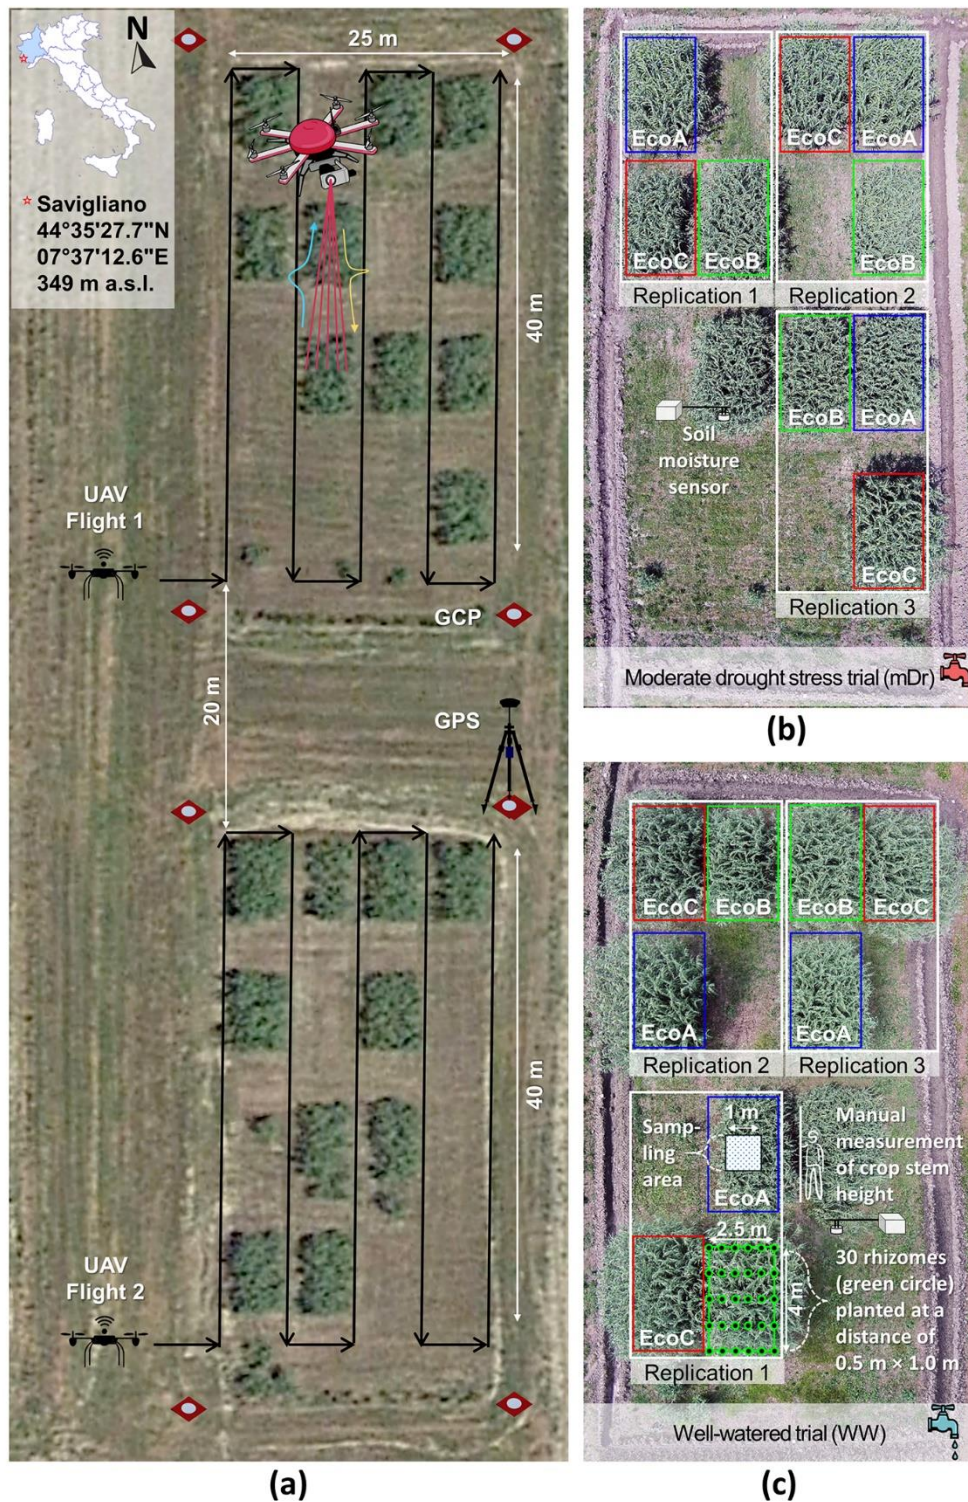 N
Savigliano
44°35'27.7"N
07°37'12.6"E
349 m a.s.l.
25 m
40 m
UAV
Flight 1
GCP
20 m
GPS
40 m
UAV
Flight 2
(a)
EcoA
EcoC
EcoA
EcoC
EcoB
EcoB
Replication 1
Replication 2
EcoB
EcoA
Soil
moisture
sensor
EcoC
Replication 3
Moderate drought stress trial (mDr)
(b)
EcoC
EcoB
EcoB
EcoC
EcoA
EcoA
Replication 2
Replication 3
1 m
Samp-
ling
area
EcoA
Manual
measurement
of crop stem
height
2.5 m
4 m
EcoC
30 rhizomes
(green circle)
planted at a
distance of
0.5 m × 1.0 m
Replication 1
Well-watered trial (WW)
(c)